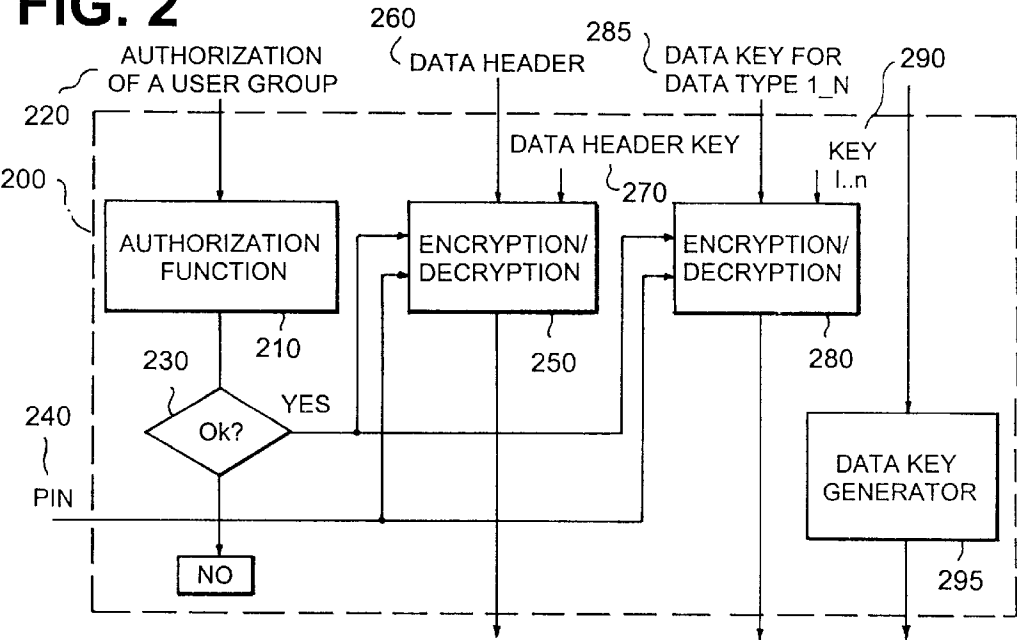 FIG. 2
260
285
AUTHORIZATION
OF A USER GROUP
DATA HEADER
DATA KEY FOR
DATA TYPE 1_N
290
220
DATA HEADER KEY
KEY
I..n
200
270
AUTHORIZATION
FUNCTION
ENCRYPTION/
DECRYPTION
ENCRYPTION/
DECRYPTION
210
250
280
230
YES
240
Ok?
PIN
DATA KEY
GENERATOR
NO
295